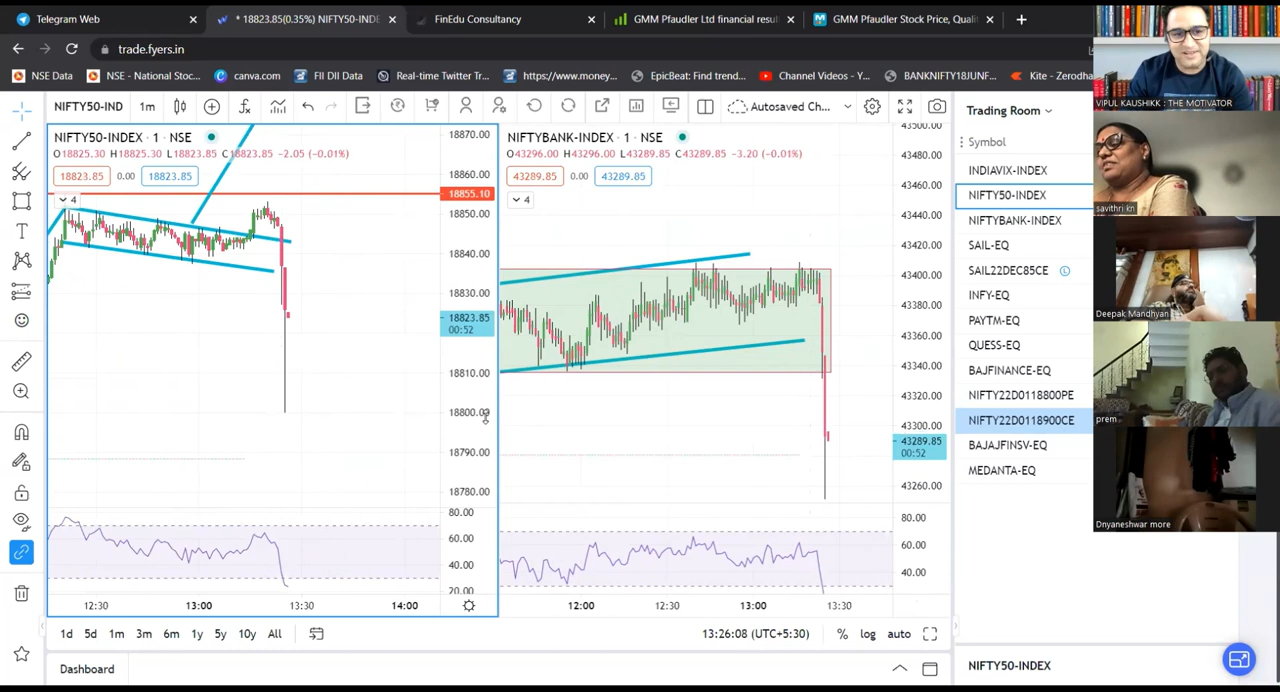 Telegram Web
* 18823.85(0.35%) NIFTY50-INDE
FinEdu Consultancy
GMM Pfaudler Ltd financial resul
GMM Pfaudler Stock Price, Qualit
trade.fyers.in
NSE Data
NSE - National Stoc...
canva.com
FII DII Data
Real-time Twitter Tr...
https://www.money...
EpicBeat: Find trend...
Channel Videos - Y...
BANKNIFTY18JUNF...
Kite - Zerodha
NIFTY50-IND
1m
Autosaved Ch...
Trading Room
NIFTY50-INDEX · 1 · NSE
O18825.30 H18825.30 L18823.85 C18823.85 -2.05 (-0.01%)
18823.85 0.00 18823.85
4
18870.00
18860.00
18855.10
18850.00
18840.00
18830.00
18823.85
00:52
18810.00
18800.00
18790.00
18780.00
80.00
60.00
40.00
20.00
12:30 13:00 13:30 14:00
NIFTYBANK-INDEX · 1 · NSE
O43296.00 H43296.00 L43289.85 C43289.85 -3.20 (-0.01%)
43289.85 0.00 43289.85
4
43500.00
43480.00
43460.00
43440.00
43420.00
43400.00
43380.00
43360.00
43340.00
43320.00
43300.00
43289.85
00:52
43260.00
80.00
60.00
40.00
12:00 12:30 13:00 13:30
Symbol
INDIAVIX-INDEX
NIFTY50-INDEX
NIFTYBANK-INDEX
SAIL-EQ
SAIL22DEC85CE L
INFY-EQ
PAYTM-EQ
QUESS-EQ
BAJFINANCE-EQ
NIFTY22D0118800PE
NIFTY22D0118900CE
BAJAJFINSV-EQ
MEDANTA-EQ
NIFTY50-INDEX
VIPUL KAUSHIKK : THE MOTIVATOR
savithri kn
Deepak Mandhyan
prem
Dnyaneshwar more
1d 5d 1m 3m 6m 1y 5y 10y All
13:26:08 (UTC+5:30) % log auto
Dashboard